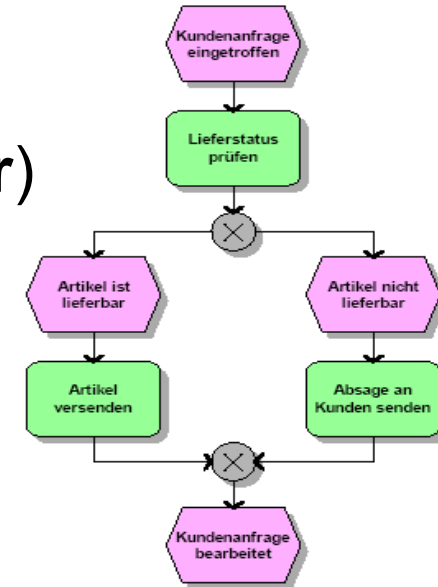 Kundenanfrage
eingetroffen
Lieferstatus
prüfen
r)
Artikel ist
lieferbar
Artikel nicht
lieferbar
Artikel
versenden
Absage an
Kunden senden
Kundenanfrage
bearbeitet